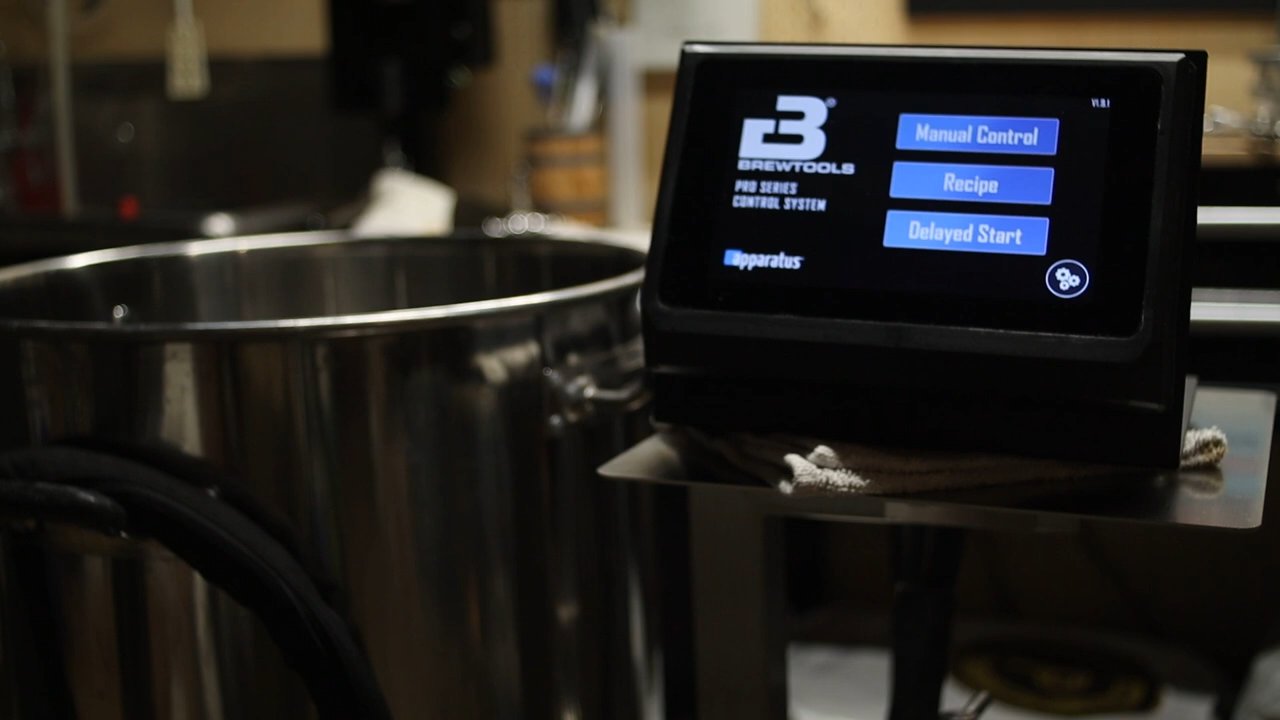 B®
BREWTOOLS
PRO SERIES
CONTROL SYSTEM
apparatus
V1.0.1
Manual Control
Recipe
Delayed Start